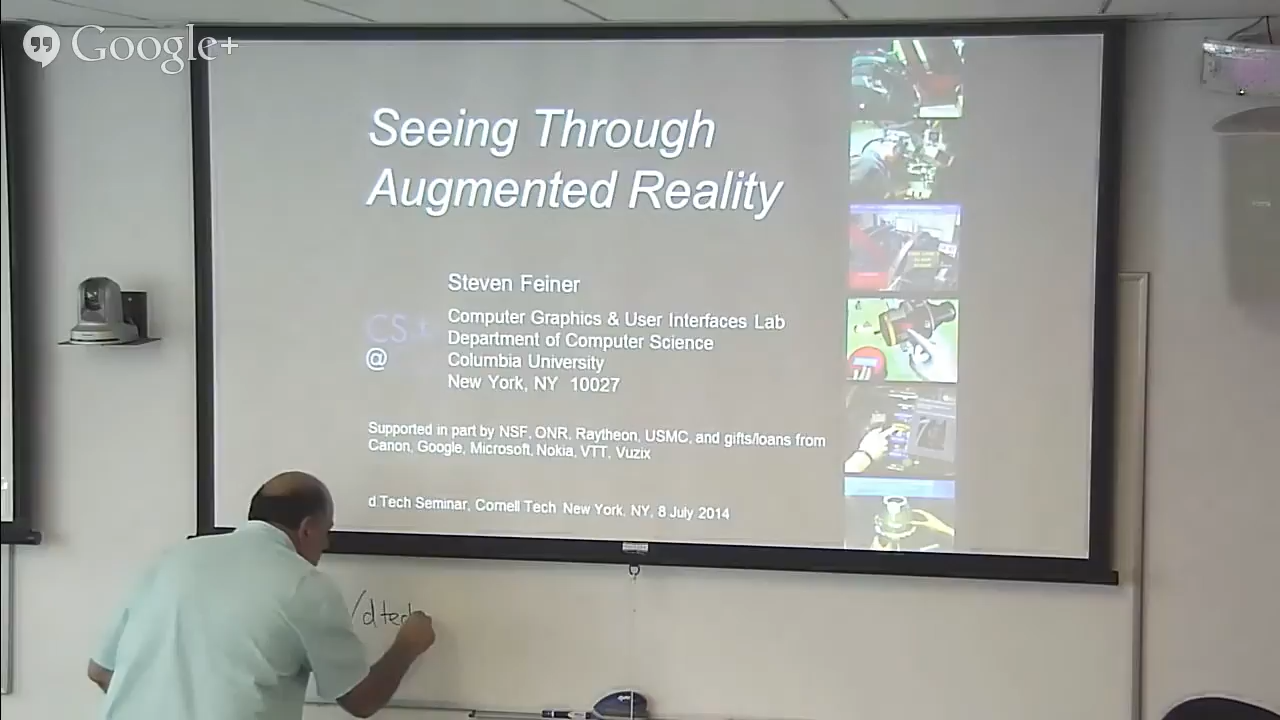 Google+
Seeing Through
Augmented Reality
Steven Feiner
Computer Graphics & User Interfaces Lab
Department of Computer Science
@ Columbia University
New York, NY 10027
Supported in part by NSF, ONR, Raytheon, USMC, and gifts/loans from
Canon, Google, Microsoft, Nokia, VTT, Vuzix
d.Tech Seminar, Cornell Tech New York, NY, 8 July 2014
/dtec